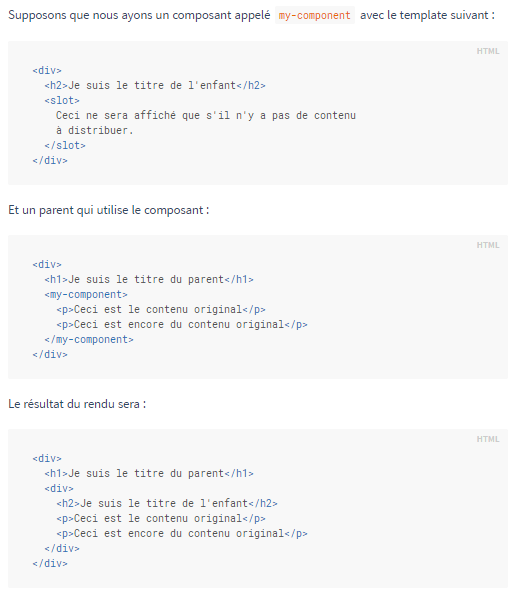 Supposons que nous ayons un composant appelé my-component avec le template suivant :
HTML
<div>
  <h2>Je suis le titre de l'enfant</h2>
  <slot>
    Ceci ne sera affiché que s'il n'y a pas de contenu
    à distribuer.
  </slot>
</div>
Et un parent qui utilise le composant :
HTML
<div>
  <h1>Je suis le titre du parent</h1>
  <my-component>
    <p>Ceci est le contenu original</p>
    <p>Ceci est encore du contenu original</p>
  </my-component>
</div>
Le résultat du rendu sera :
HTML
<div>
  <h1>Je suis le titre du parent</h1>
  <div>
    <h2>Je suis le titre de l'enfant</h2>
    <p>Ceci est le contenu original</p>
    <p>Ceci est encore du contenu original</p>
  </div>
</div>